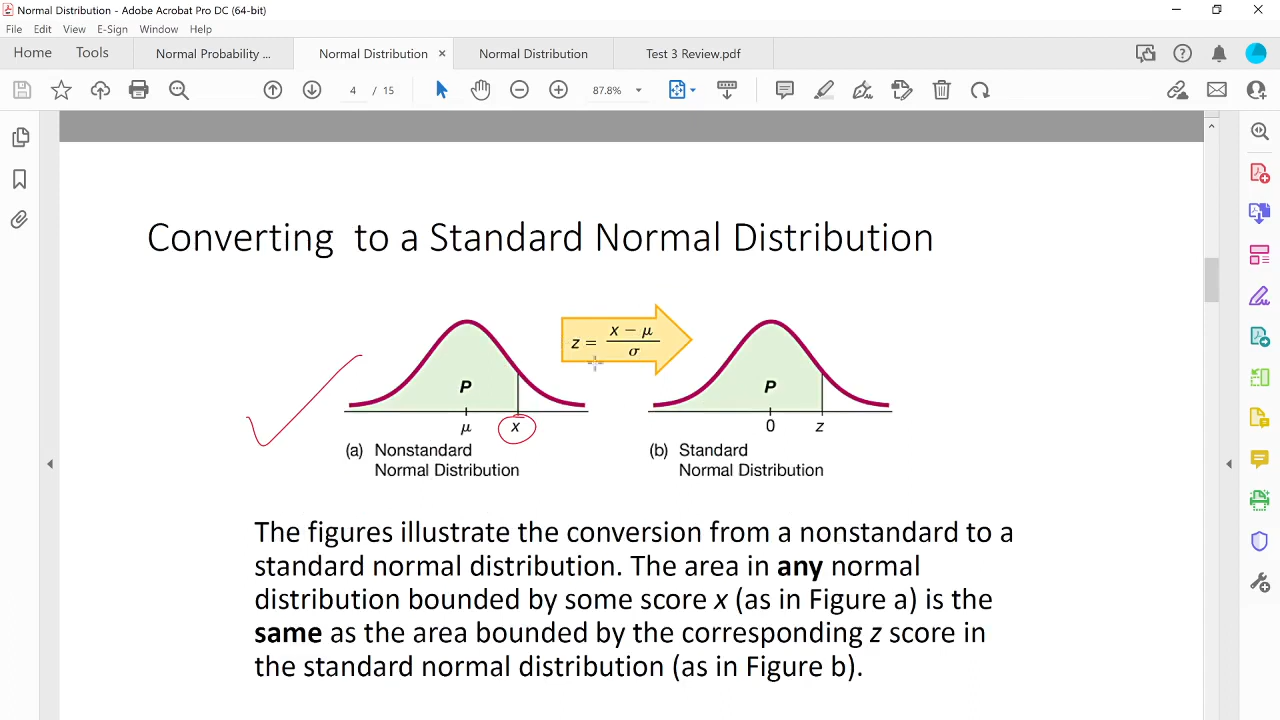 Normal Distribution - Adobe Acrobat Pro DC (64-bit)
File Edit View E-Sign Window Help
Home Tools Normal Probability ... Normal Distribution × Normal Distribution Test 3 Review.pdf
4 / 15 87.8%
Converting to a Standard Normal Distribution
z = x − μ / σ
P P
μ x 0 z
(a) Nonstandard (b) Standard
Normal Distribution Normal Distribution
The figures illustrate the conversion from a nonstandard to a
standard normal distribution. The area in any normal
distribution bounded by some score x (as in Figure a) is the
same as the area bounded by the corresponding z score in
the standard normal distribution (as in Figure b).